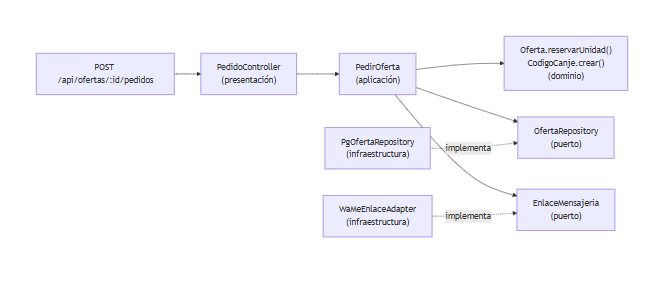 POST
/api/ofertas/:id/pedidos
PedidoController
(presentación)
PedirOferta
(aplicación)
Oferta.reservarUnidad()
CodigoCanje.crear()
(dominio)
PgOfertaRepository
(infraestructura)
implementa
OfertaRepository
(puerto)
WaMeEnlaceAdapter
(infraestructura)
implementa
EnlaceMensajeria
(puerto)